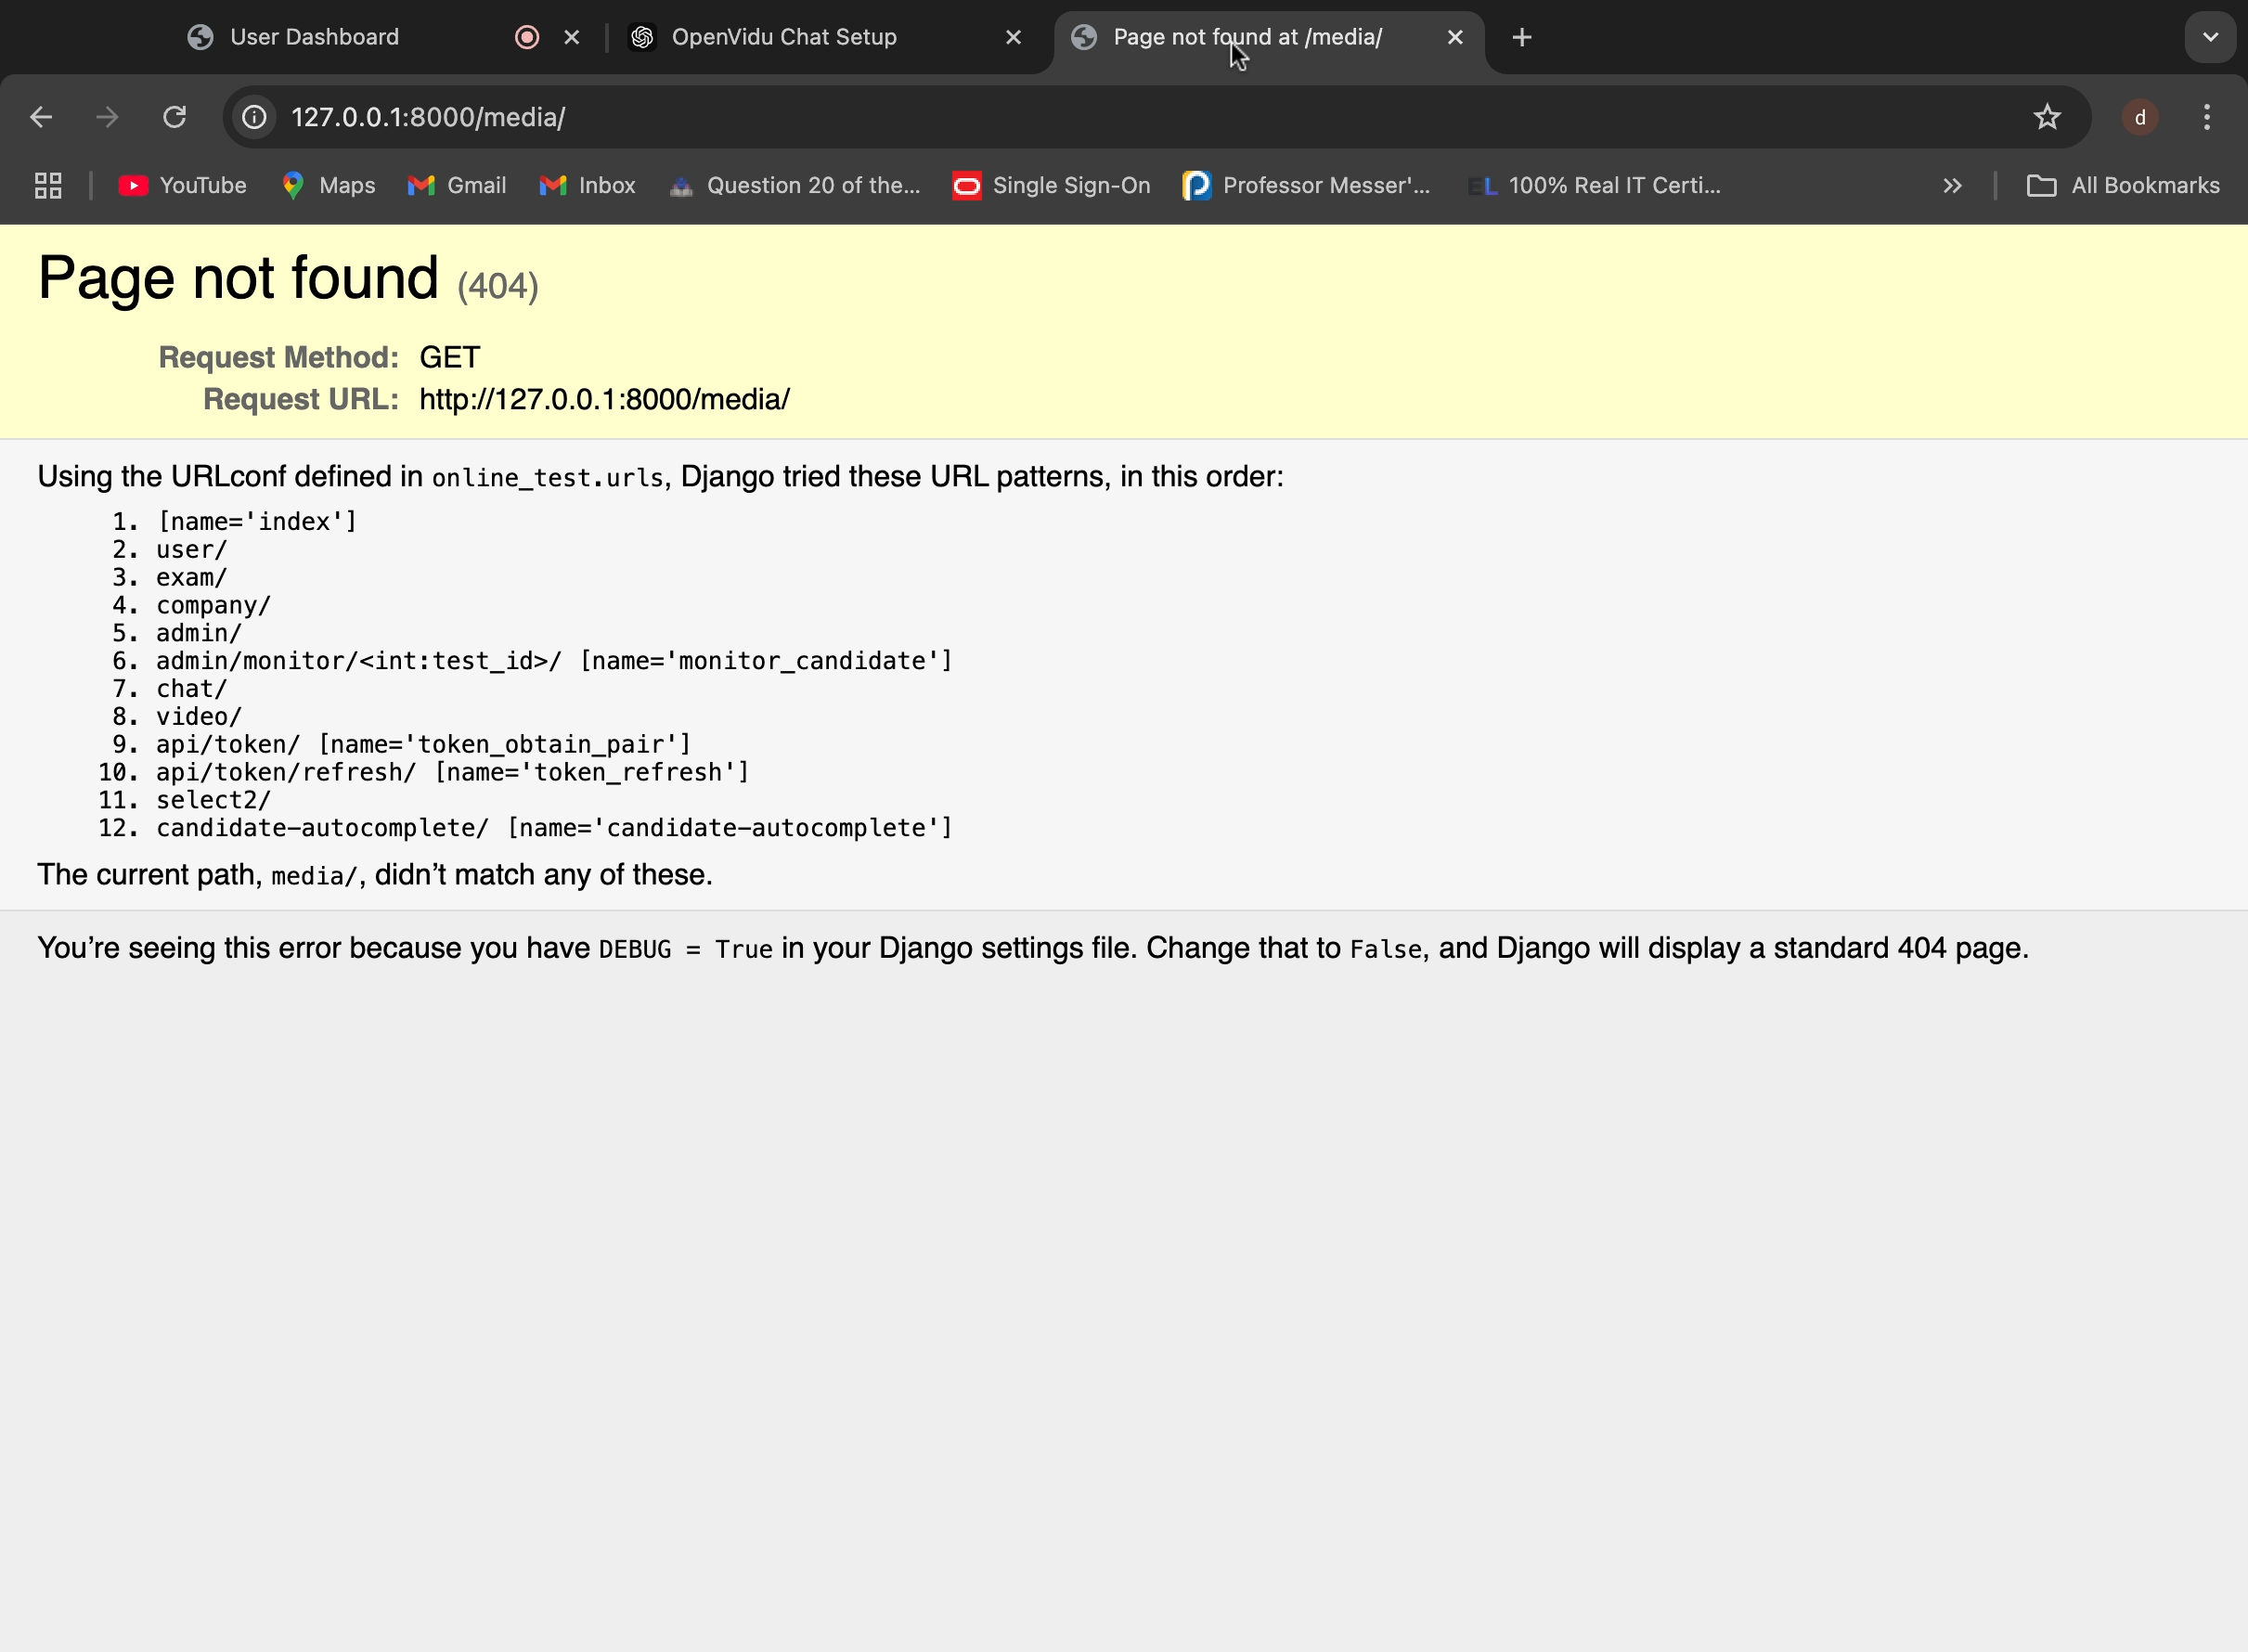 User Dashboard
OpenVidu Chat Setup
Page not found at /media/
127.0.0.1:8000/media/
d
YouTube
Maps
Gmail
Inbox
Question 20 of the...
Single Sign-On
Professor Messer'...
EL
100% Real IT Certi...
All Bookmarks
Page not found (404)
Request Method: GET
Request URL: http://127.0.0.1:8000/media/
Using the URLconf defined in online_test.urls, Django tried these URL patterns, in this order:
1. [name='index']
2. user/
3. exam/
4. company/
5. admin/
6. admin/monitor/<int:test_id>/ [name='monitor_candidate']
7. chat/
8. video/
9. api/token/ [name='token_obtain_pair']
10. api/token/refresh/ [name='token_refresh']
11. select2/
12. candidate-autocomplete/ [name='candidate-autocomplete']
The current path, media/, didn’t match any of these.
You’re seeing this error because you have DEBUG = True in your Django settings file. Change that to False, and Django will display a standard 404 page.